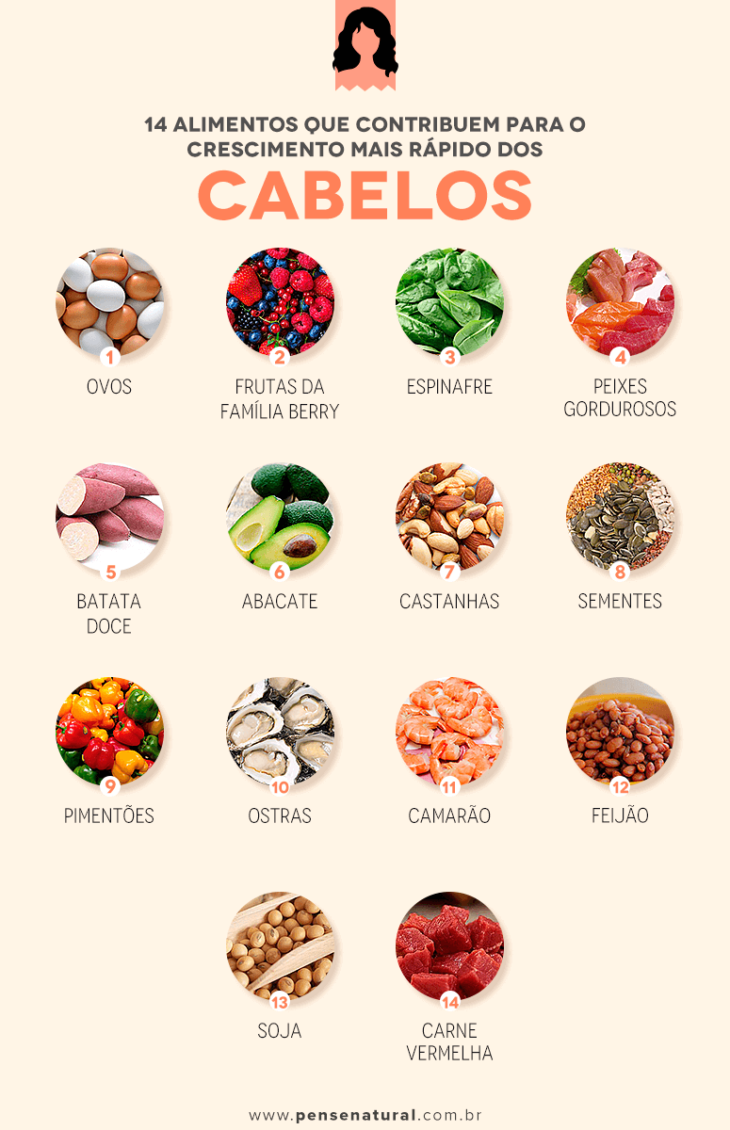 14 ALIMENTOS QUE CONTRIBUEM PARA O
CRESCIMENTO MAIS RÁPIDO DOS
CABELOS
1
OVOS
2
FRUTAS DA
FAMÍLIA BERRY
3
ESPINAFRE
4
PEIXES
GORDUROSOS
5
BATATA
DOCE
6
ABACATE
7
CASTANHAS
8
SEMENTES
9
PIMENTÕES
10
OSTRAS
11
CAMARÃO
12
FEIJÃO
13
SOJA
14
CARNE
VERMELHA
www.pensenatural.com.br